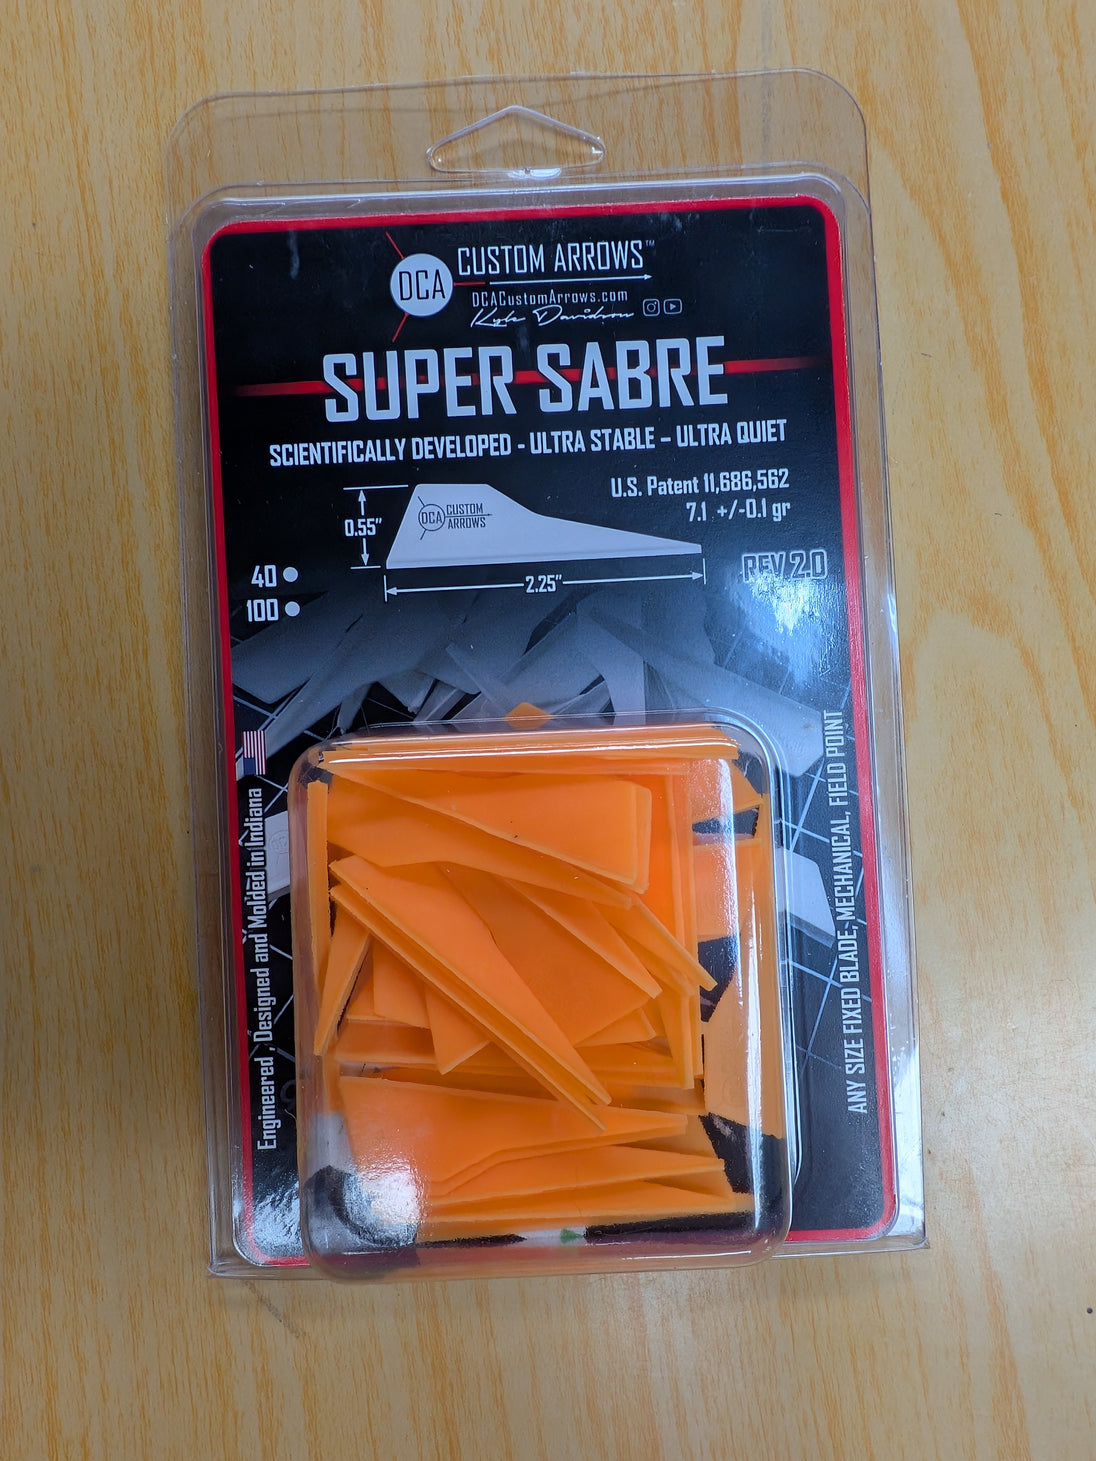 DCA CUSTOM ARROWS™
DCACustomArrows.com
Kyle Davidson
SUPER SABRE
SCIENTIFICALLY DEVELOPED - ULTRA STABLE – ULTRA QUIET
U.S. Patent 11,686,562
7.1 +/-0.1 gr
0.55"
DCA CUSTOM
ARROWS
2.25"
REV 2.0
40
100
Engineered, Designed and Molded in Indiana
ANY SIZE FIXED BLADE, MECHANICAL, FIELD POINT